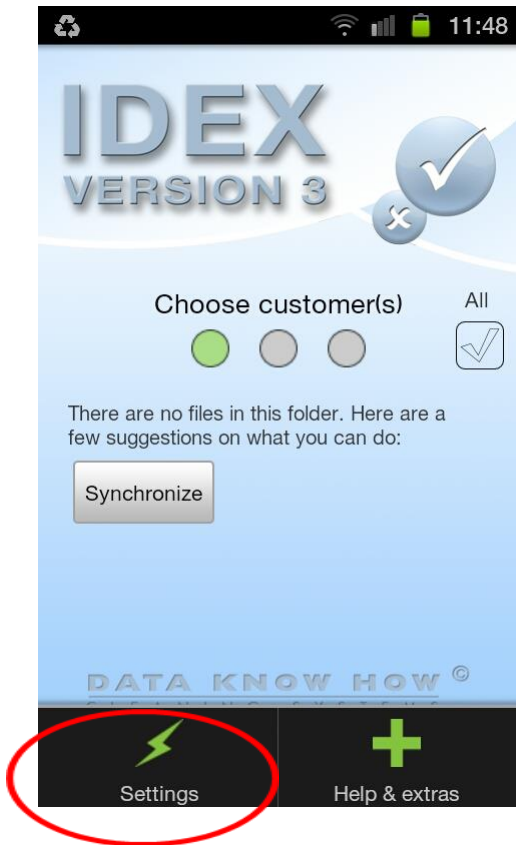 11:48
IDEX
VERSION 3
Choose customer(s) All
There are no files in this folder. Here are a
few suggestions on what you can do:
Synchronize
DATA KNOW HOW ©
Settings Help & extras